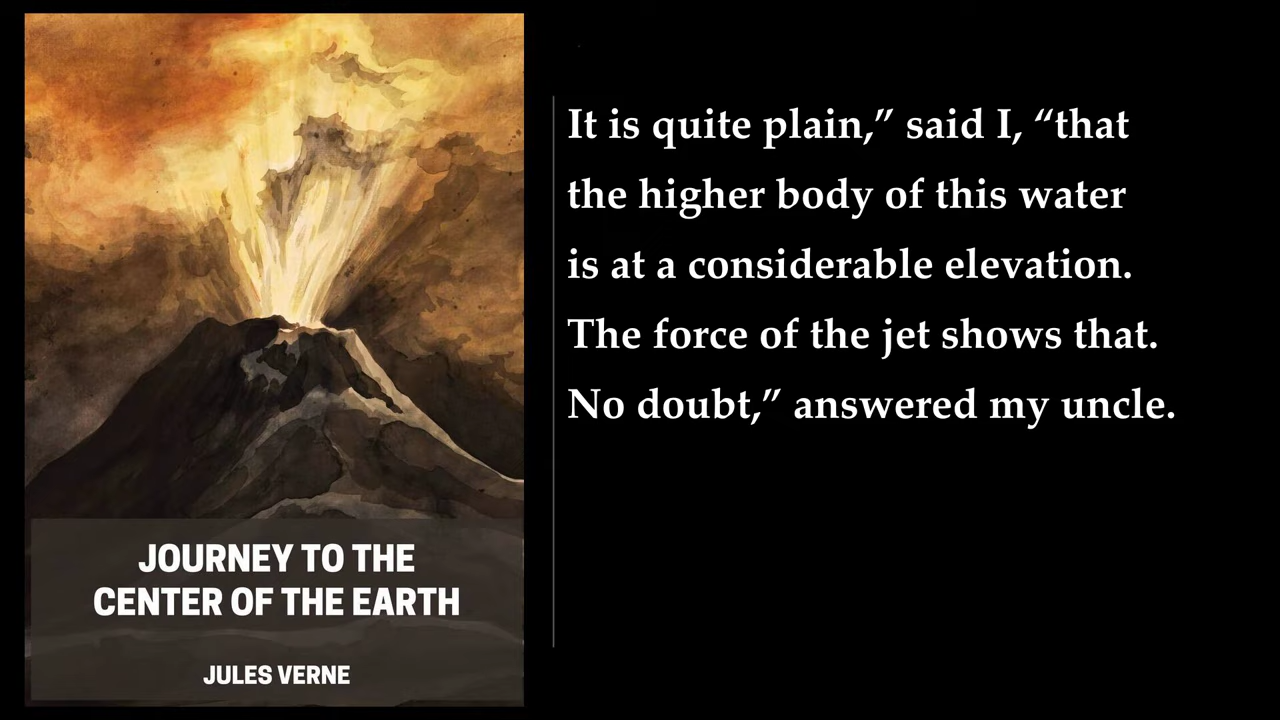 JOURNEY TO THE
CENTER OF THE EARTH
JULES VERNE
It is quite plain,” said I, “that
the higher body of this water
is at a considerable elevation.
The force of the jet shows that.
No doubt,” answered my uncle.